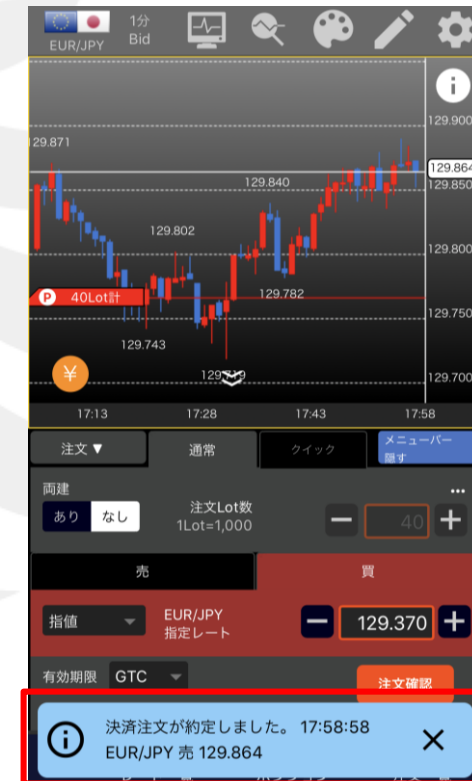 EUR/JPY
1分
Bid
129.900
129.871
129.864
129.840
129.850
129.802
129.800
P 40Lot計
129.782
129.750
129.743
129.700
17:13 17:28 17:43 17:58
注文▼ 通常 クイック メニューバー
隠す
両建
あり なし
注文Lot数
1Lot=1,000
40
売 買
指値
EUR/JPY
指定レート
129.370
有効期限 GTC 注文確認
決済注文が約定しました。 17:58:58
EUR/JPY 売 129.864